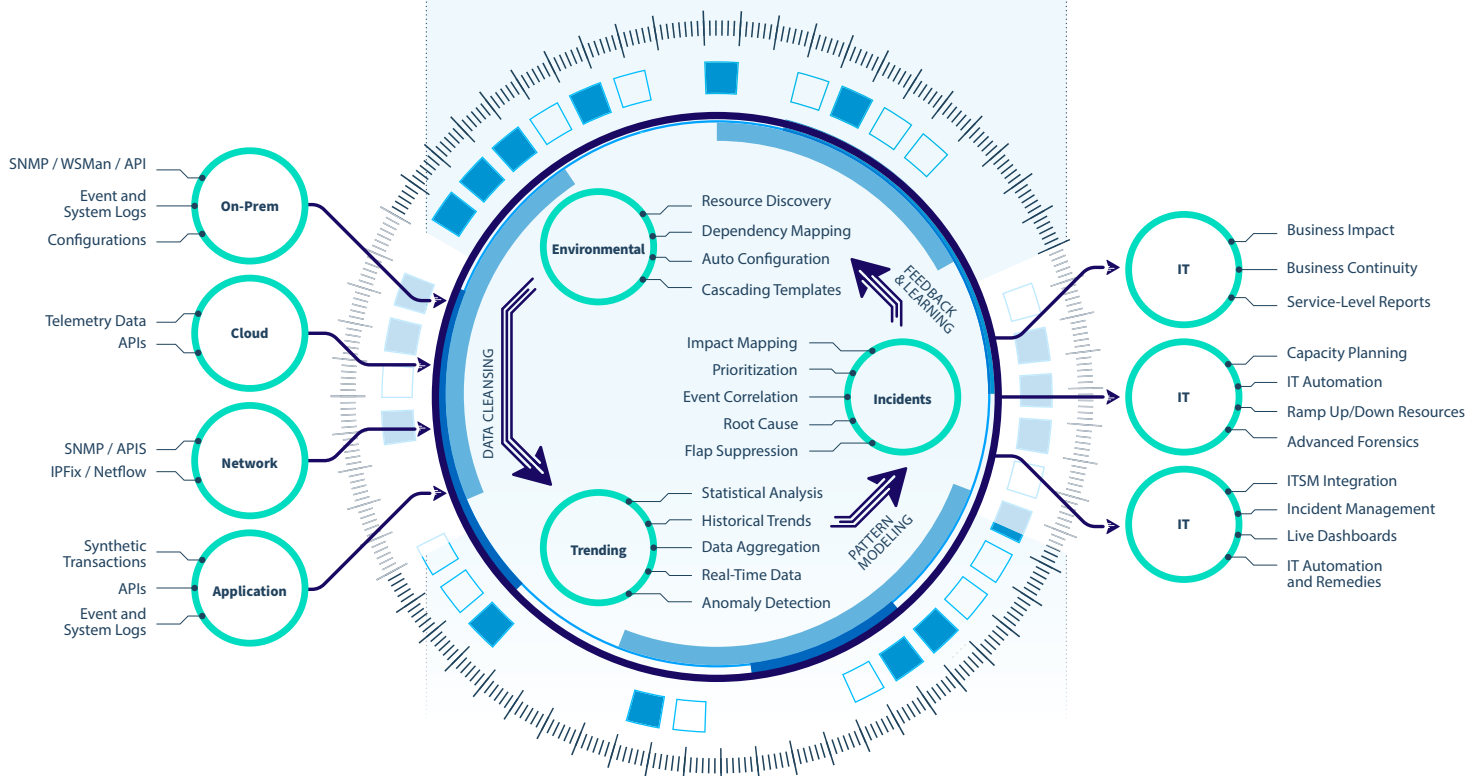 SNMP / WSMan / API
Event and
System Logs
Configurations
On-Prem
Telemetry Data
APIs
Cloud
SNMP / APIS
IPFix / Netflow
Network
Synthetic
Transactions
APIs
Event and
System Logs
Application
Environmental
Resource Discovery
Dependency Mapping
Auto Configuration
Cascading Templates
DATA CLEANSING
FEEDBACK
& LEARNING
Impact Mapping
Prioritization
Event Correlation
Root Cause
Flap Suppression
Incidents
Trending
Statistical Analysis
Historical Trends
Data Aggregation
Real-Time Data
Anomaly Detection
PATTERN
MODELING
IT
Business Impact
Business Continuity
Service-Level Reports
IT
Capacity Planning
IT Automation
Ramp Up/Down Resources
Advanced Forensics
IT
ITSM Integration
Incident Management
Live Dashboards
IT Automation
and Remedies